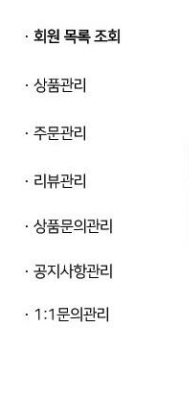 · 회원 목록 조회
· 상품관리
· 주문관리
· 리뷰관리
· 상품문의관리
· 공지사항관리
· 1:1문의관리